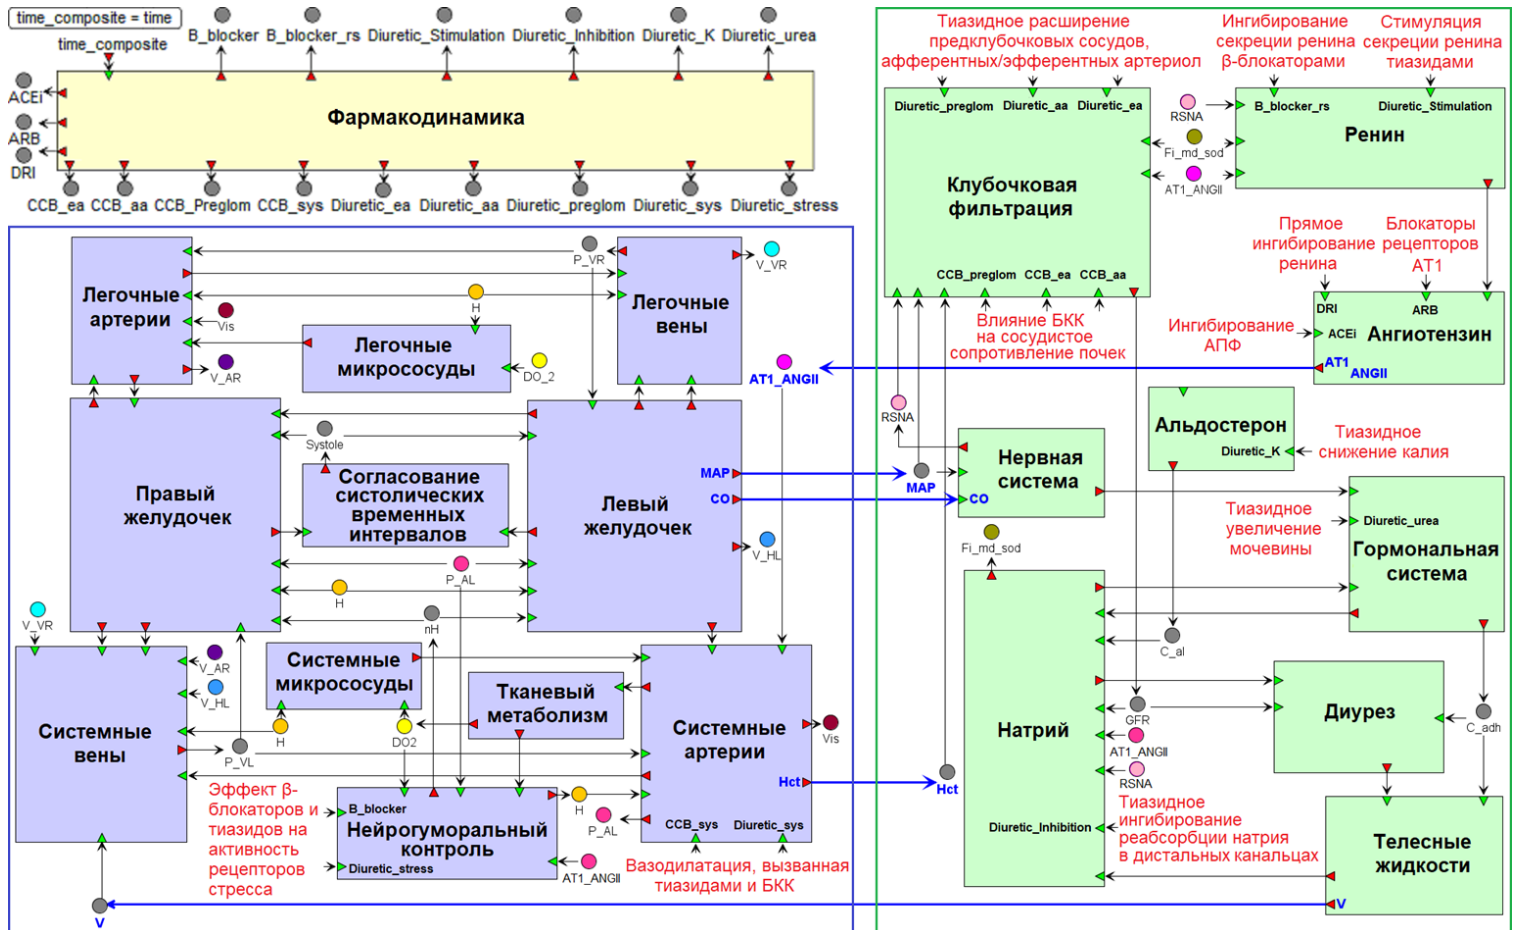 time_composite = time
time_composite
B_blocker
B_blocker_rs
Diuretic_Stimulation
Diuretic_Inhibition
Diuretic_K
Diuretic_urea
ACEi
ARB
DRI
Фармакодинамика
CCB_ea
CCB_aa
CCB_Preglom
CCB_sys
Diuretic_ea
Diuretic_aa
Diuretic_preglom
Diuretic_sys
Diuretic_stress
Легочные
артерии
P_VR
V_VR
Легочные
вены
H
Vis
Легочные
микрососуды
V_AR
DO_2
AT1_ANGII
Systole
Правый
желудочек
Согласование
систолических
временных
интервалов
Левый
желудочек
MAP
CO
V_HL
P_AL
H
nH
V_VR
V_AR
V_HL
Системные
вены
Системные
микрососуды
H
DO2
P_VL
Тканевый
метаболизм
Системные
артерии
Vis
Hct
CCB_sys
Diuretic_sys
Эффект β-
блокаторов и
тиазидов на
активность
рецепторов
стресса
B_blocker
Нейрогуморальный
контроль
Diuretic_stress
H
P_AL
AT1_ANGII
Вазодилатация, вызванная
тиазидами и БКК
V
Тиазидное расширение
предклубочковых сосудов,
афферентных/эфферентных артериол
Ингибирование
секреции ренина
β-блокаторами
Стимуляция
секреции ренина
тиазидами
Diuretic_preglom
Diuretic_aa
Diuretic_ea
Клубочковая
фильтрация
CCB_preglom
CCB_ea
CCB_aa
RSNA
Fi_md_sod
AT1_ANGII
B_blocker_rs
Diuretic_Stimulation
Ренин
Влияние БКК
на сосудистое
сопротивление почек
Прямое
ингибирование
ренина
Блокаторы
рецепторов
AT1
DRI
ARB
Ингибирование
АПФ
ACEi
Ангиотензин
AT1
ANGII
RSNA
MAP
Нервная
система
CO
Альдостерон
Diuretic_K
Тиазидное
снижение калия
Тиазидное
увеличение
мочевины
Diuretic_urea
Гормональная
система
Fi_md_sod
C_al
Натрий
GFR
AT1_ANGII
RSNA
Hct
Диурез
C_adh
Diuretic_Inhibition
Тиазидное
ингибирование
реабсорбции натрия
в дистальных канальцах
Телесные
жидкости
V